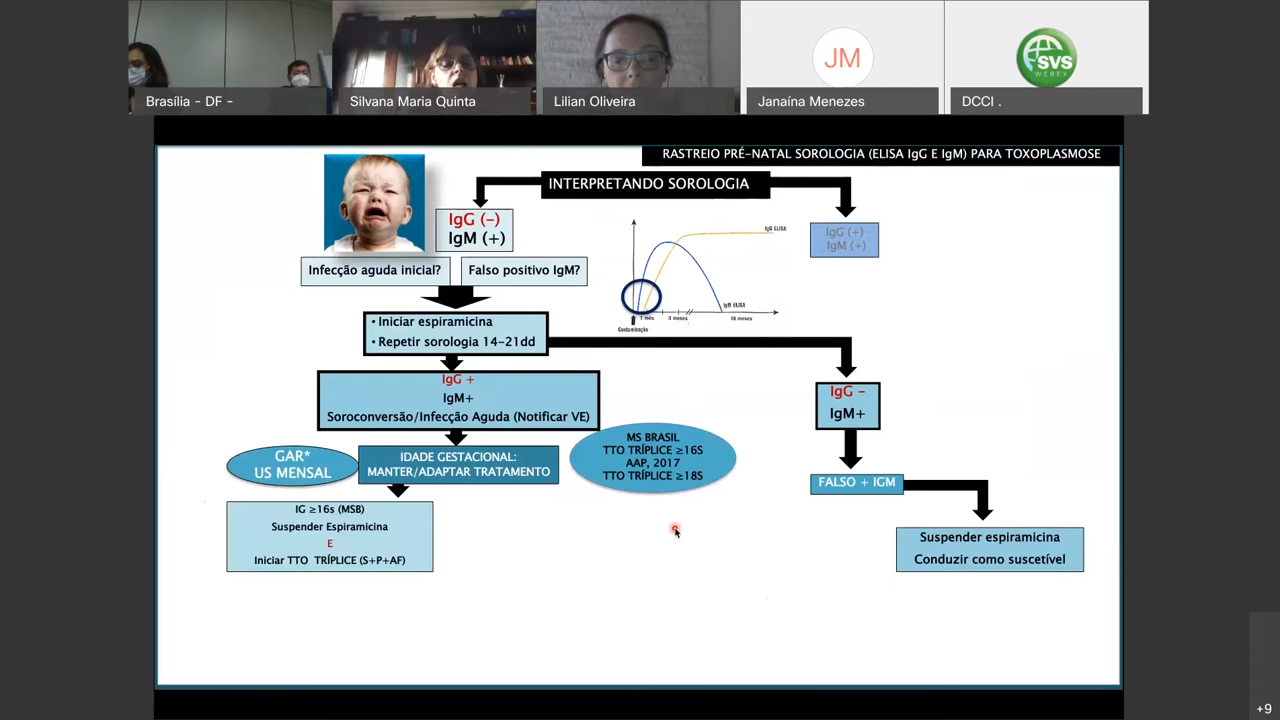 JM
SVS
WEBEX
Brasília - DF -
Silvana Maria Quinta
Lilian Oliveira
Janaína Menezes
DCCI .
RASTREIO PRÉ-NATAL SOROLOGIA (ELISA IgG E IgM) PARA TOXOPLASMOSE
INTERPRETANDO SOROLOGIA
IgG (-)
IgM (+)
IgG (+)
IgM (+)
Infecção aguda inicial?
Falso positivo IgM?
IgG ELISA
IgM ELISA
1 mês
3 meses
18 meses
Contaminação
• Iniciar espiramicina
• Repetir sorologia 14-21dd
IgG +
IgM+
Soroconversão/Infecção Aguda (Notificar VE)
IgG -
IgM+
GAR*
US MENSAL
IDADE GESTACIONAL:
MANTER/ADAPTAR TRATAMENTO
MS BRASIL
TTO TRÍPLICE ≥16S
AAP, 2017
TTO TRÍPLICE ≥18S
FALSO + IGM
IG ≥16s (MSB)
Suspender Espiramicina
E
Iniciar TTO TRÍPLICE (S+P+AF)
Suspender espiramicina
Conduzir como suscetível
+9